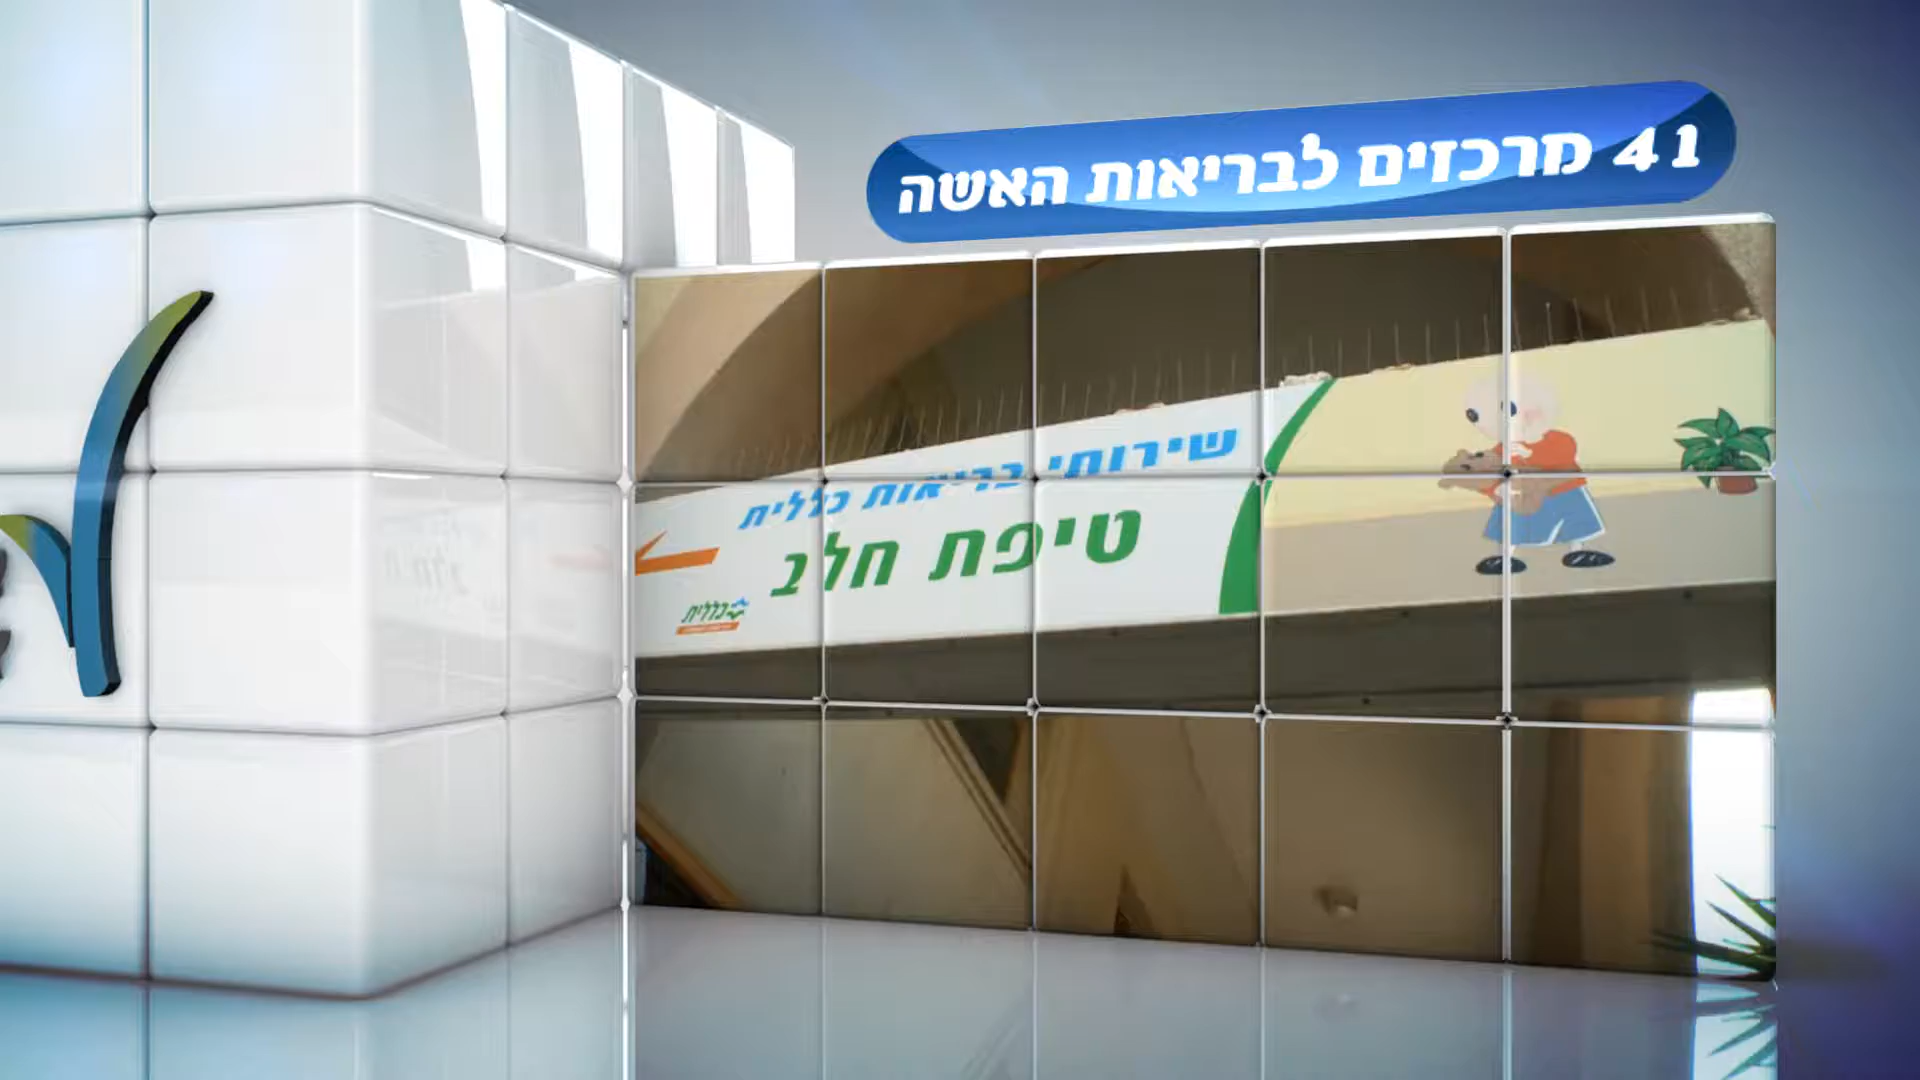 41 מרכזים לבריאות האשה
שירותי בריאות כללית
טיפת חלב
כללית